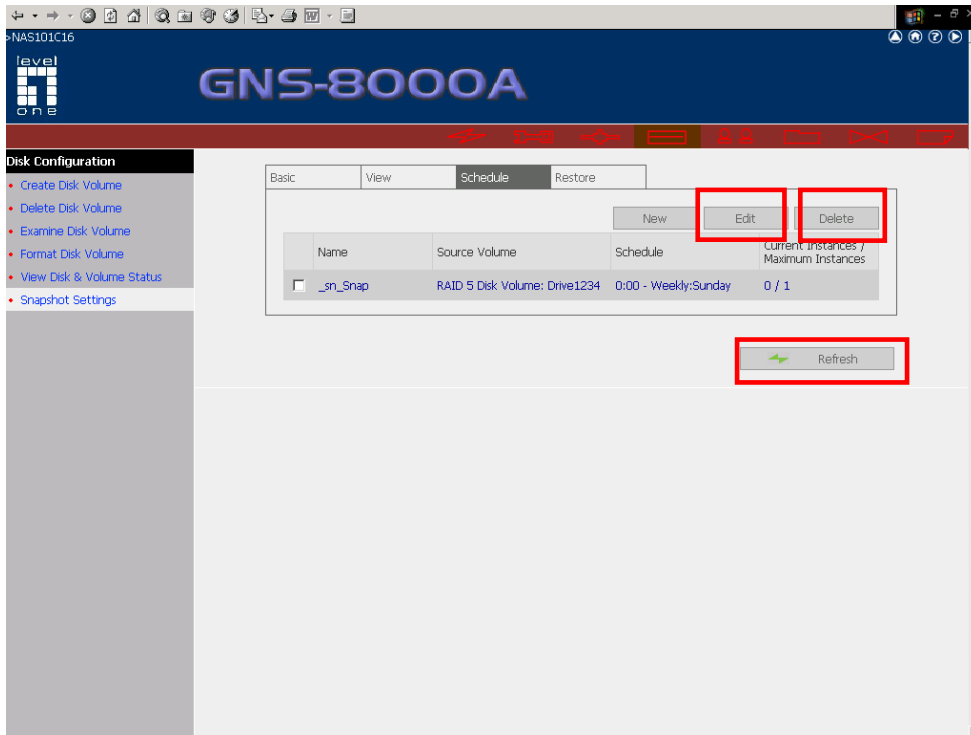 >NAS101C16
level
one
GNS-8000A
Disk Configuration
• Create Disk Volume
• Delete Disk Volume
• Examine Disk Volume
• Format Disk Volume
• View Disk & Volume Status
• Snapshot Settings
Basic View Schedule Restore
New Edit Delete
Name Source Volume Schedule Current Instances /
Maximum Instances
_sn_Snap RAID 5 Disk Volume: Drive1234 0:00 - Weekly:Sunday 0 / 1
Refresh